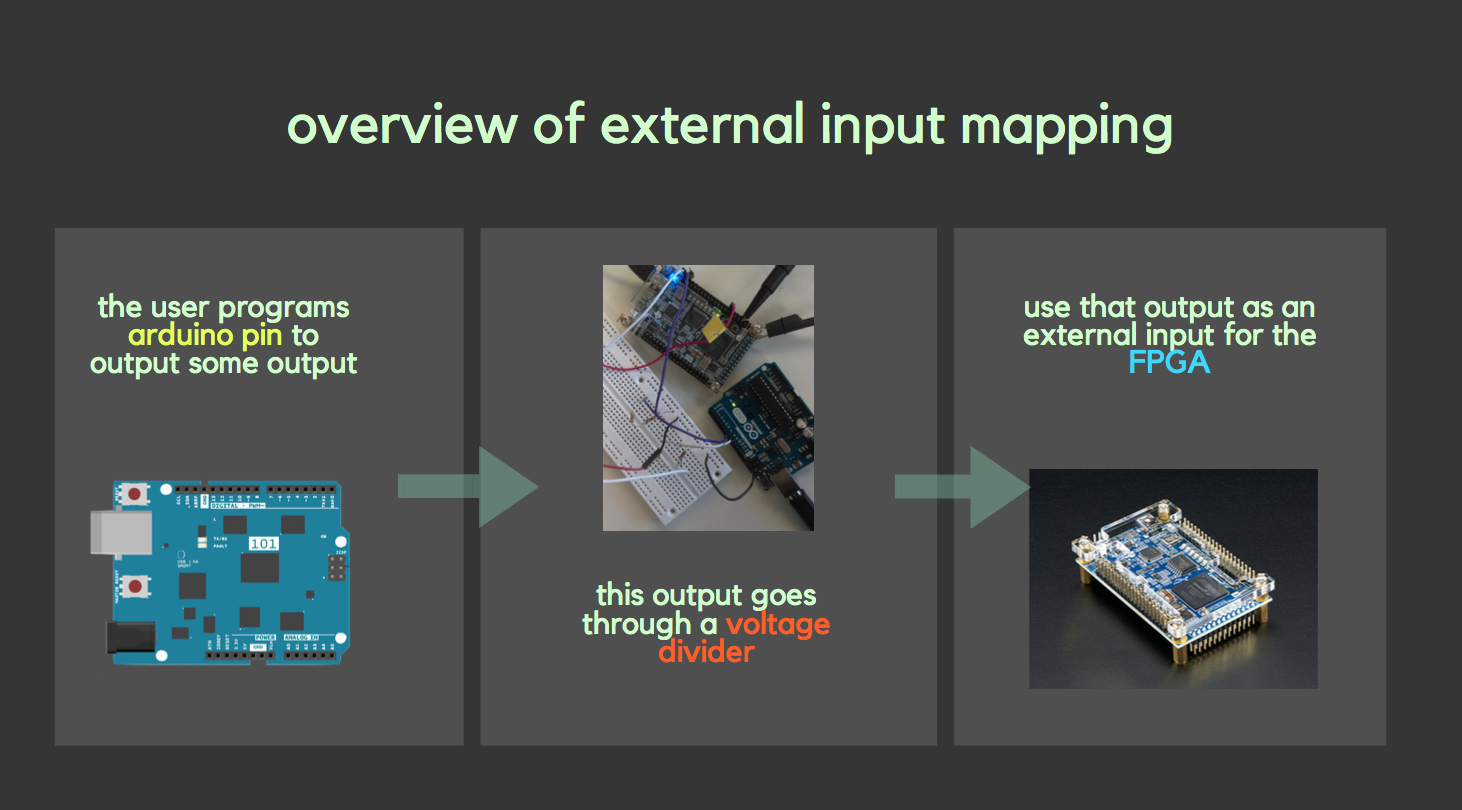 overview of external input mapping
the user programs
arduino pin to
output some output
DIGITAL - PWM~
101
POWER
ANALOG IN
this output goes
through a voltage
divider
use that output as an
external input for the
FPGA